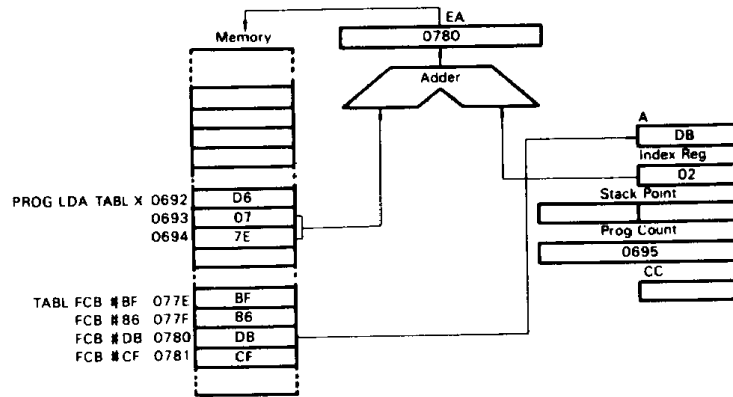 EA
Memory
0780
Adder
A
DB
Index Reg
02
PROG LDA TABL X 0692 D6
Stack Point
0693 07
0694 7E
Prog Count
0695
CC
TABL FCB #BF 077E BF
FCB #86 077F 86
FCB #DB 0780 DB
FCB #CF 0781 CF